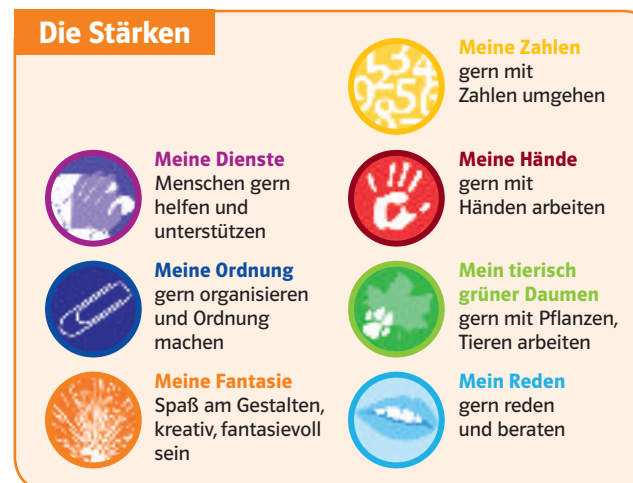 Die Stärken
Meine Zahlen
gern mit
Zahlen umgehen
Meine Dienste
Menschen gern
helfen und
unterstützen
Meine Hände
gern mit
Händen arbeiten
Meine Ordnung
gern organisieren
und Ordnung
machen
Mein tierisch
grüner Daumen
gern mit Pflanzen,
Tieren arbeiten
Meine Fantasie
Spaß am Gestalten,
kreativ, fantasievoll
sein
Mein Reden
gern reden
und beraten